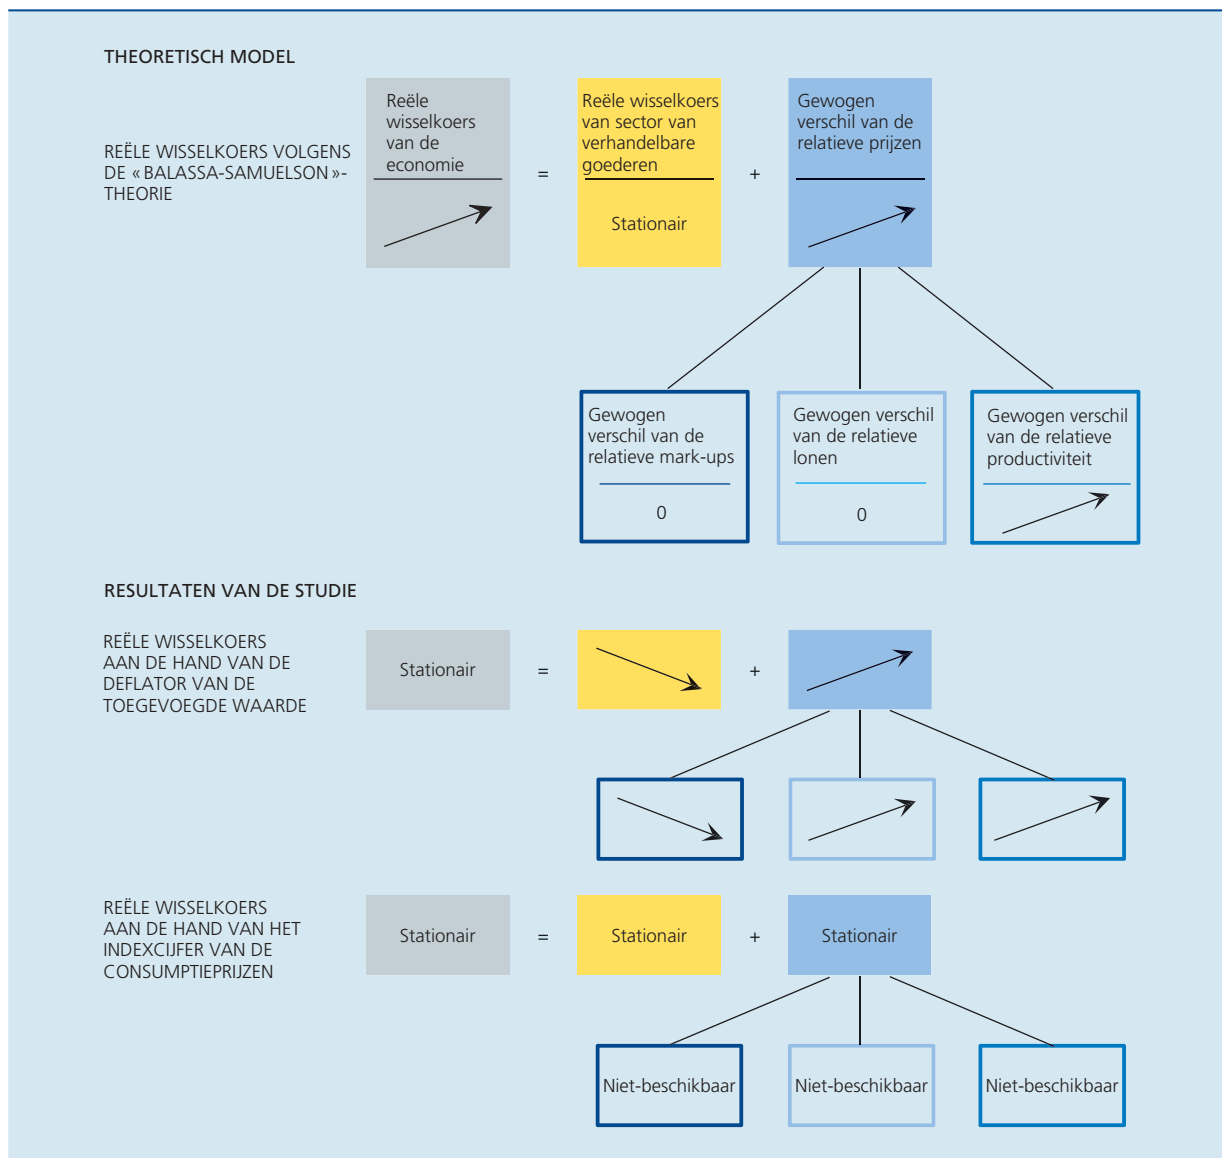 THEORETISCH MODEL
REËLE WISSELKOERS VOLGENS
DE «BALASSA-SAMUELSON»-
THEORIE
Reële
wisselkoers
van de
economie
=
Reële wisselkoers
van sector van
verhandelbare
goederen
Stationair
+
Gewogen
verschil van de
relatieve prijzen
Gewogen
verschil van de
relatieve mark-ups
0
Gewogen verschil
van de relatieve
lonen
0
Gewogen verschil
van de relatieve
productiviteit
RESULTATEN VAN DE STUDIE
REËLE WISSELKOERS
AAN DE HAND VAN DE
DEFLATOR VAN DE
TOEGEVOEGDE WAARDE
Stationair
=
+
REËLE WISSELKOERS
AAN DE HAND VAN HET
INDEXCIJFER VAN DE
CONSUMPTIEPRIJZEN
Stationair
=
Stationair
+
Stationair
Niet-beschikbaar
Niet-beschikbaar
Niet-beschikbaar